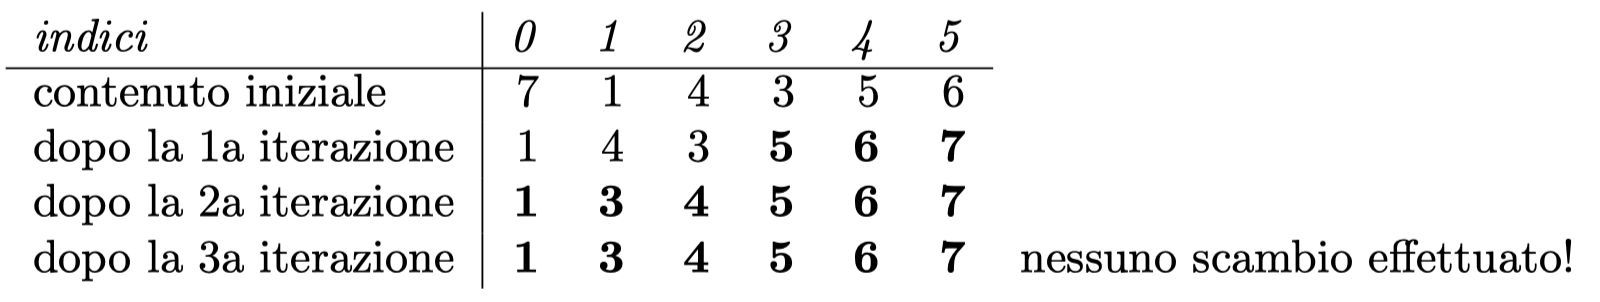 indici 0 1 2 3 4 5
contenuto iniziale 7 1 4 3 5 6
dopo la 1a iterazione 1 4 3 5 6 7
dopo la 2a iterazione 1 3 4 5 6 7
dopo la 3a iterazione 1 3 4 5 6 7 nessuno scambio effettuato!